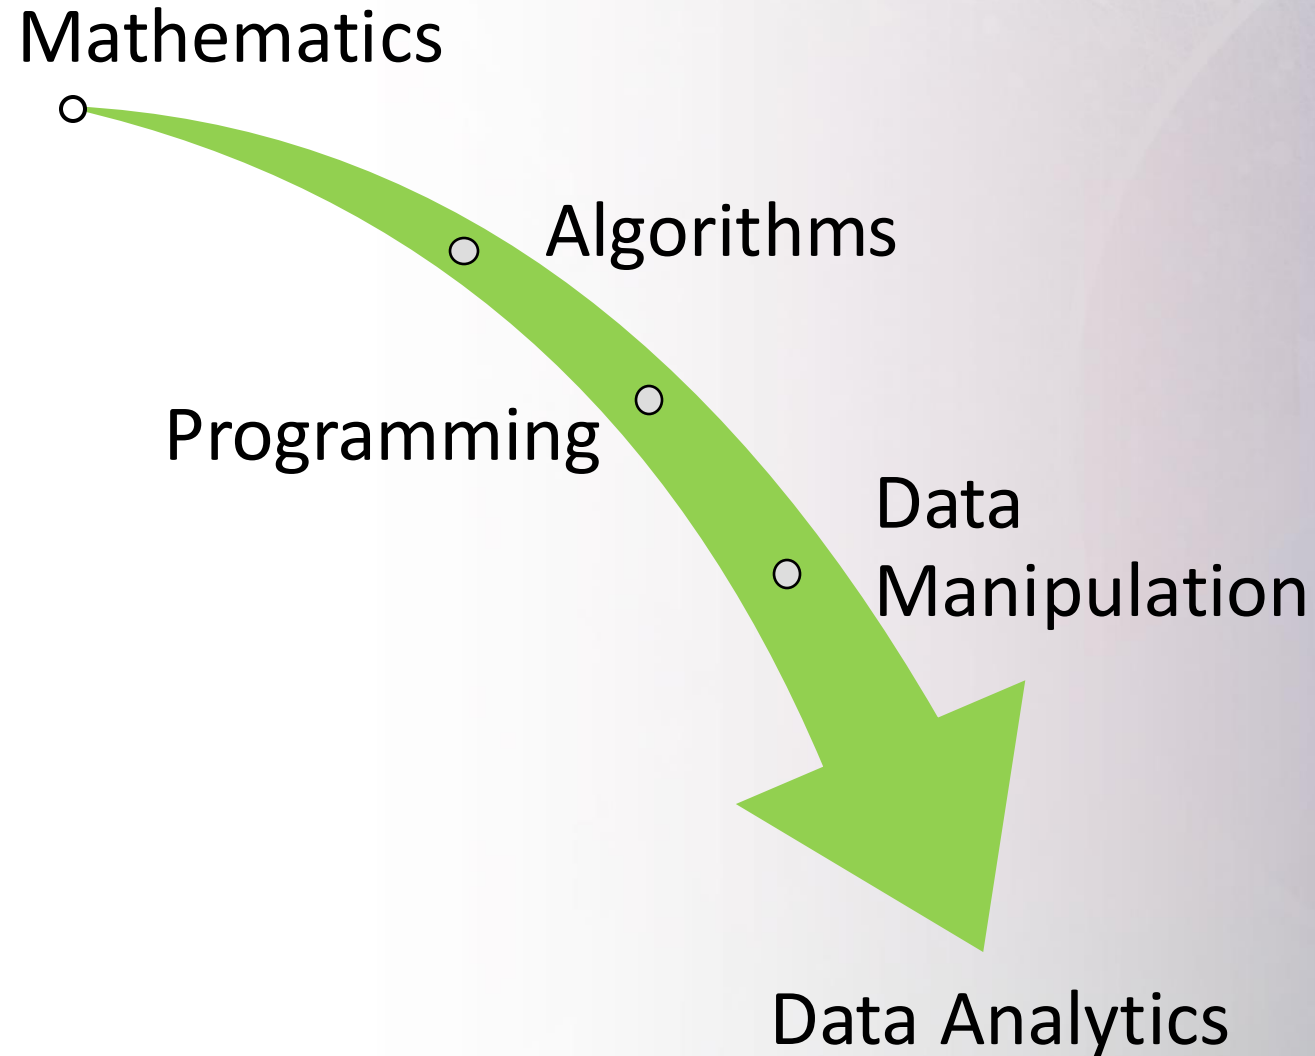 Mathematics
Algorithms
Programming
Data
Manipulation
Data Analytics